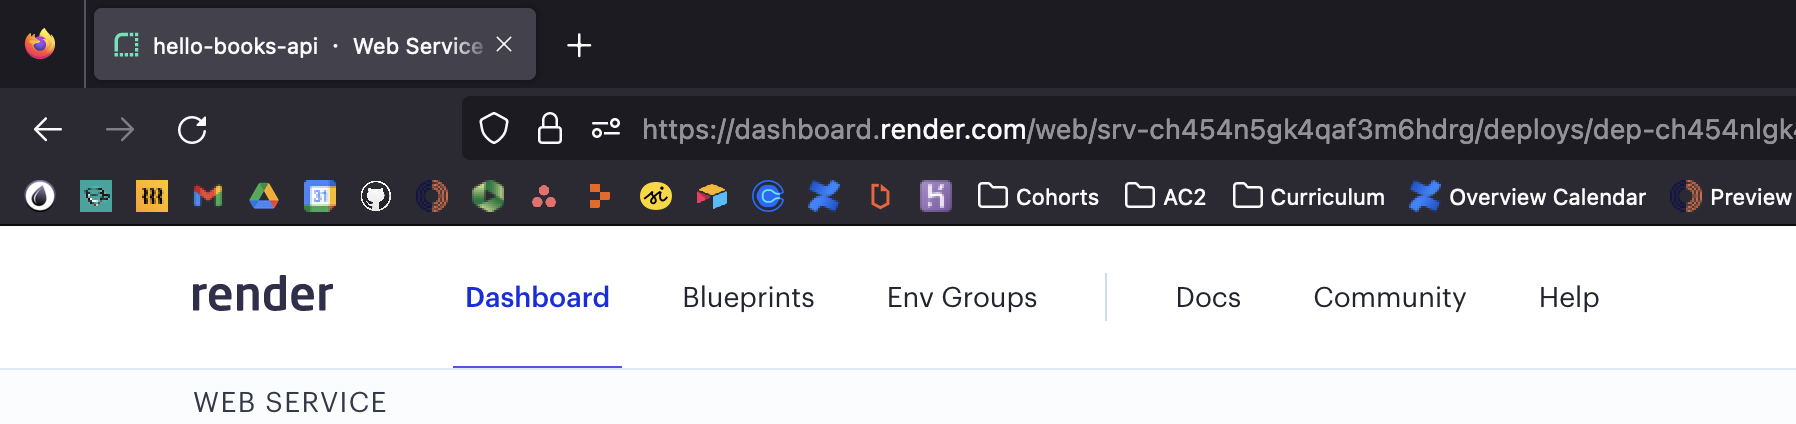 hello-books-api · Web Service
https://dashboard.render.com/web/srv-ch454n5gk4qaf3m6hdrg/deploys/dep-ch454nlgk
31 Cohorts AC2 Curriculum Overview Calendar Preview
render Dashboard Blueprints Env Groups Docs Community Help
WEB SERVICE